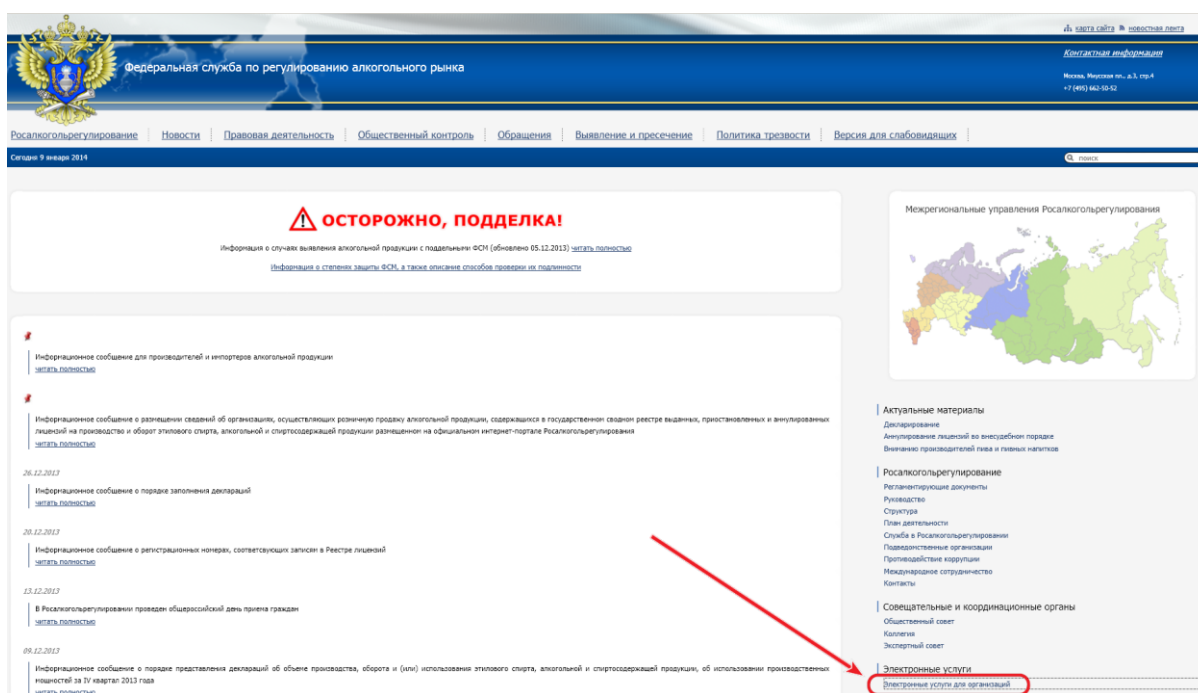 карта сайта новостная лента
Контактная информация
Федеральная служба по регулированию алкогольного рынка
Москва, Миусская пл., д.3, стр.4
+7 (495) 662-50-52
Росалкогольрегулирование Новости Правовая деятельность Общественный контроль Обращения Выявление и пресечение Политика трезвости Версия для слабовидящих
Сегодня 9 января 2014
поиск
ОСТОРОЖНО, ПОДДЕЛКА!
Информация о случаях выявления алкогольной продукции с поддельными ФСМ (обновлено 05.12.2013) читать полностью
Информация о степенях защиты ФСМ, а также описание способов проверки их подлинности
Информационное сообщение для производителей и импортеров алкогольной продукции
читать полностью
Информационное сообщение о размещении сведений об организациях, осуществляющих розничную продажу алкогольной продукции, содержащихся в государственном сводном реестре выданных, приостановленных и аннулированных
лицензий на производство и оборот этилового спирта, алкогольной и спиртосодержащей продукции размещенном на официальном интернет-портале Росалкогольрегулирования
читать полностью
26.12.2013
Информационное сообщение о порядке заполнения деклараций
читать полностью
20.12.2013
Информационное сообщение о регистрационных номерах, соответсвующих записям в Реестре лицензий
читать полностью
13.12.2013
В Росалкогольрегулировании проведен общероссийский день приема граждан
читать полностью
09.12.2013
Информационное сообщение о порядке представления деклараций об объеме производства, оборота и (или) использования этилового спирта, алкогольной и спиртосодержащей продукции, об использовании производственных
мощностей за IV квартал 2013 года
читать полностью
Межрегиональные управления Росалкогольрегулирования
Актуальные материалы
Декларирование
Аннулирование лицензий во внесудебном порядке
Вниманию производителей пива и пивных напитков
Росалкогольрегулирование
Регламентирующие документы
Руководство
Структура
План деятельности
Служба в Росалкогольрегулировании
Подведомственные организации
Противодействие коррупции
Международное сотрудничество
Контакты
Совещательные и координационные органы
Общественный совет
Коллегия
Экспертный совет
Электронные услуги
Электронные услуги для организаций